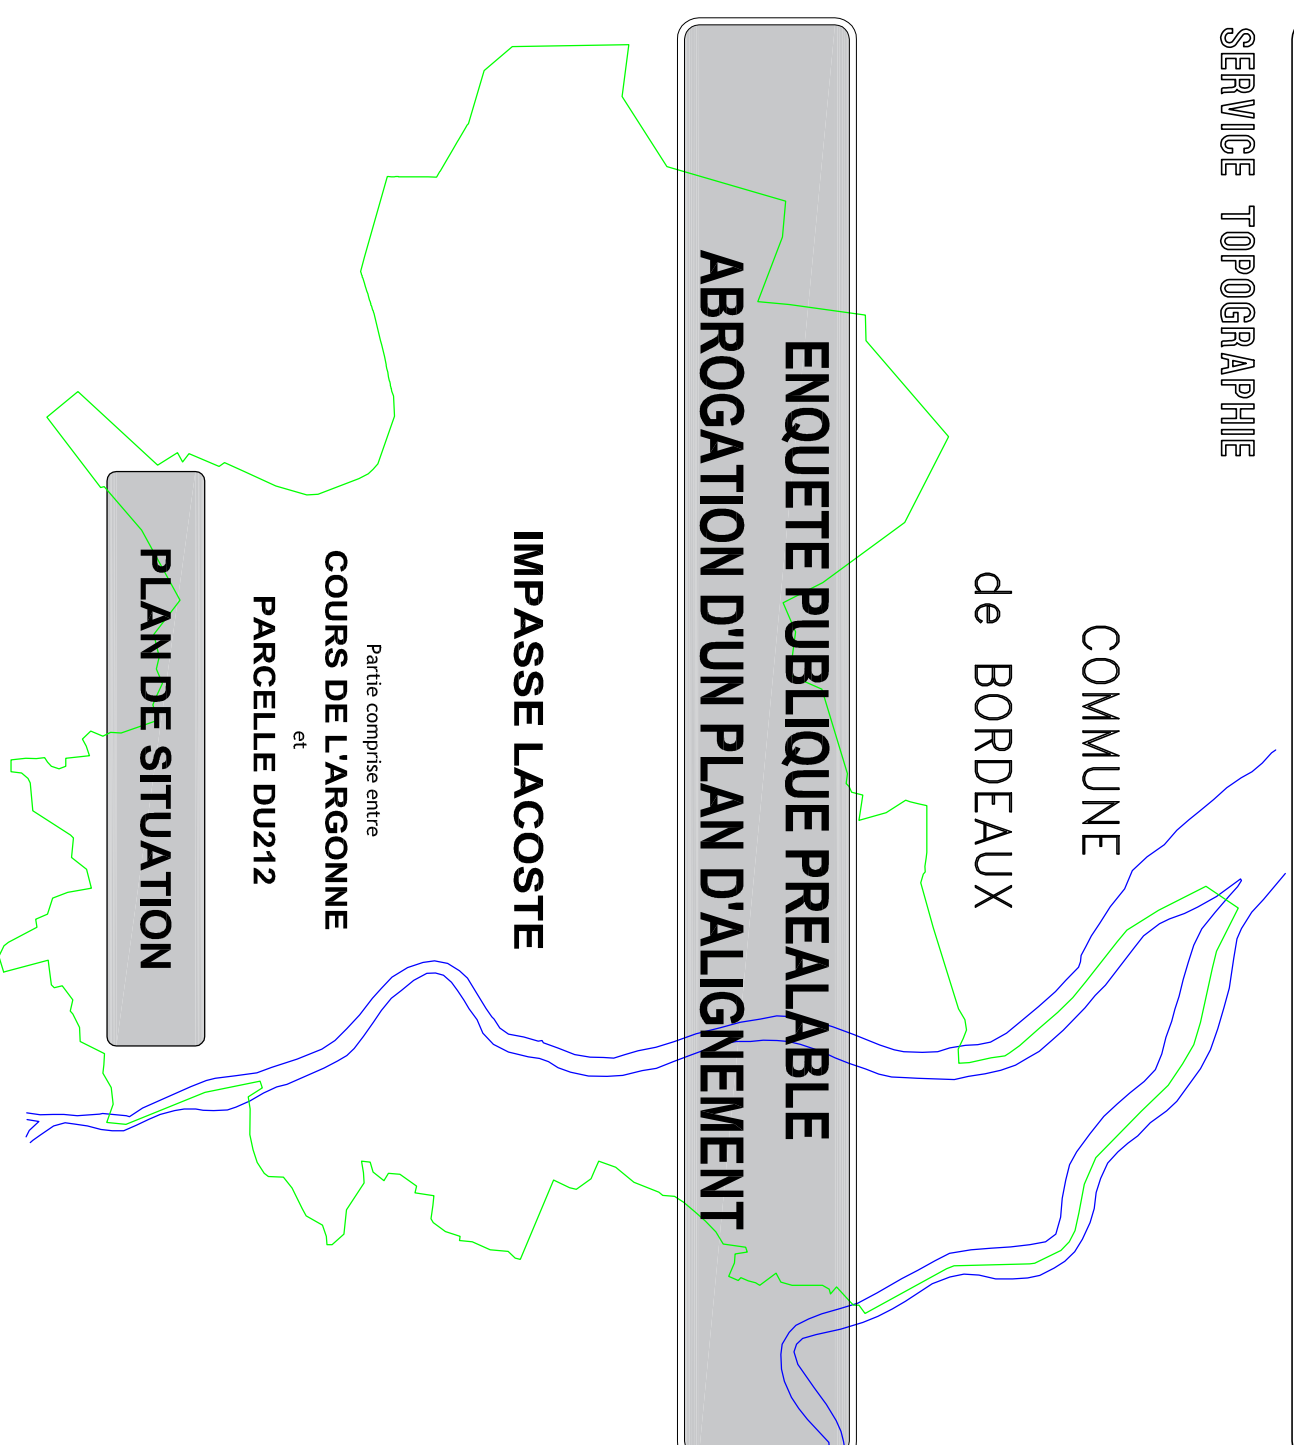 SERVICE TOPOGRAPHIE
COMMUNE
de BORDEAUX
ENQUETE PUBLIQUE PREALABLE
ABROGATION D'UN PLAN D'ALIGNEMENT
IMPASSE LACOSTE
Partie comprise entre
COURS DE L'ARGONNE
et
PARCELLE DU212
PLAN DE SITUATION